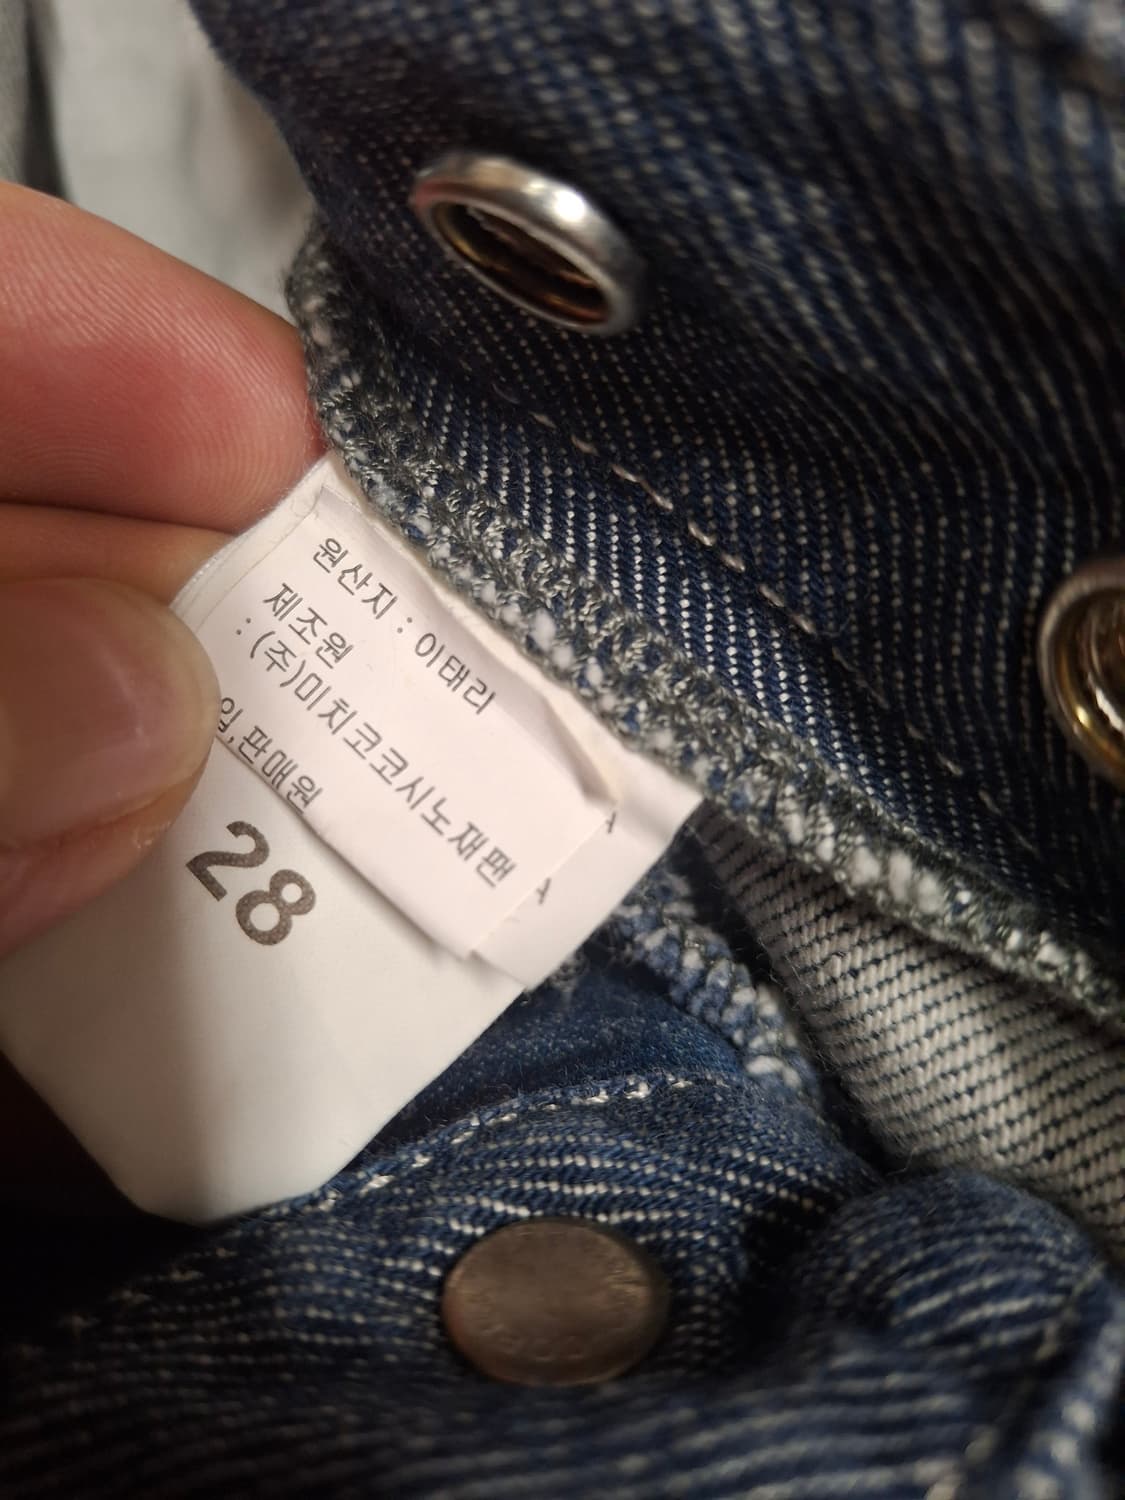 원산지 : 이태리
제조원
: (주)미치코코시노재팬
입,판매원
28
A
A